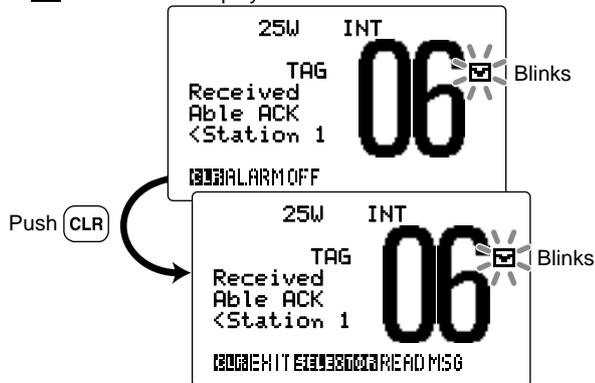 25W INT
TAG
06
Blinks
Received
Able ACK
<Station 1
CLR ALARM OFF
Push CLR
25W INT
TAG
06
Blinks
Received
Able ACK
<Station 1
CLR EXIT SELECTOR READ MSG